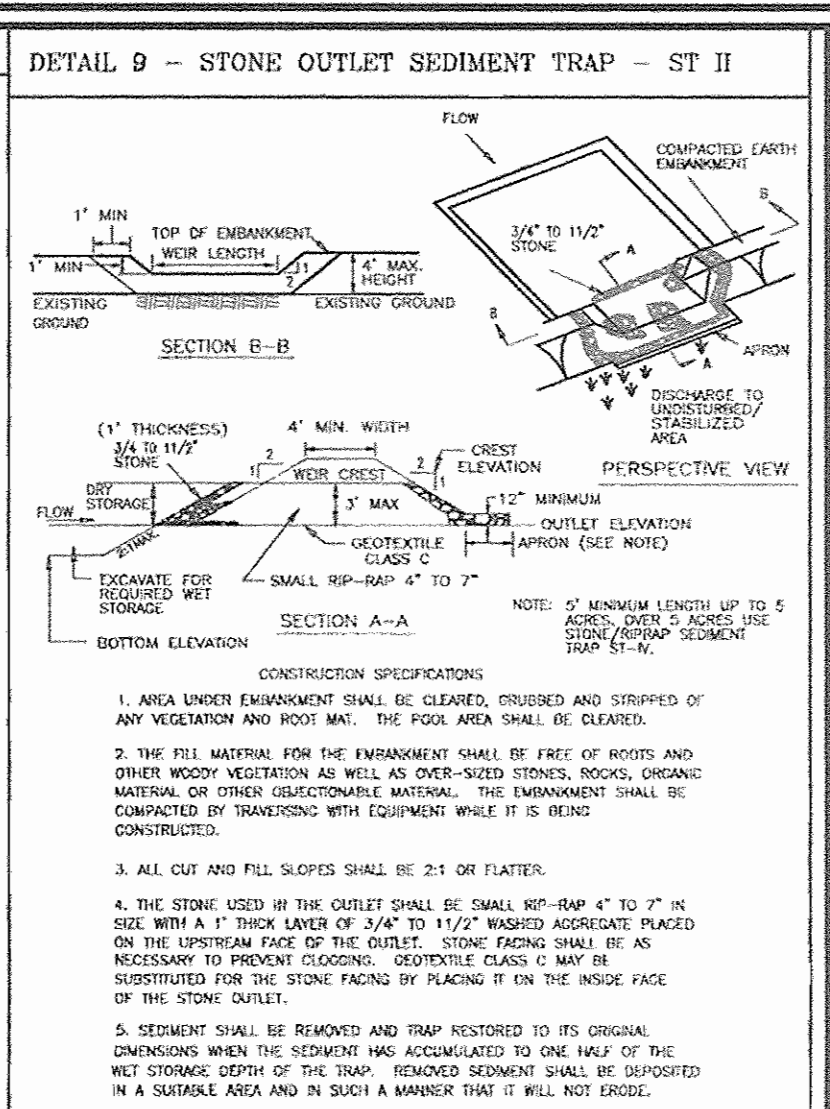 DETAIL 9 - STONE OUTLET SEDIMENT TRAP - ST II
FLOW
COMPACTED EARTH
EMBANKMENT
B
3/4" TO 11/2"
STONE
A
B
A
APRON
DISCHARGE TO
UNDISTURBED/
STABILIZED
AREA
PERSPECTIVE VIEW
1' MIN
TOP OF EMBANKMENT
WEIR LENGTH
1' MIN
1
2
4' MAX.
HEIGHT
EXISTING
GROUND
EXISTING GROUND
SECTION B-B
(1' THICKNESS)
3/4 TO 11/2"
STONE
4' MIN. WIDTH
2
1
2
1
CREST
ELEVATION
WEIR CREST
DRY
STORAGE
3' MAX
12" MINIMUM
FLOW
OUTLET ELEVATION
2:1 MAX.
GEOTEXTILE
CLASS C
APRON (SEE NOTE)
EXCAVATE FOR
REQUIRED WET
STORAGE
SMALL RIP-RAP 4" TO 7"
SECTION A-A
BOTTOM ELEVATION
NOTE: 5' MINIMUM LENGTH UP TO 5
ACRES, OVER 5 ACRES USE
STONE/RIPRAP SEDIMENT
TRAP ST-IV.
CONSTRUCTION SPECIFICATIONS
1. AREA UNDER EMBANKMENT SHALL BE CLEARED, GRUBBED AND STRIPPED OF
ANY VEGETATION AND ROOT MAT. THE POOL AREA SHALL BE CLEARED.
2. THE FILL MATERIAL FOR THE EMBANKMENT SHALL BE FREE OF ROOTS AND
OTHER WOODY VEGETATION AS WELL AS OVER-SIZED STONES, ROCKS, ORGANIC
MATERIAL OR OTHER OBJECTIONABLE MATERIAL. THE EMBANKMENT SHALL BE
COMPACTED BY TRAVERSING WITH EQUIPMENT WHILE IT IS BEING
CONSTRUCTED.
3. ALL CUT AND FILL SLOPES SHALL BE 2:1 OR FLATTER.
4. THE STONE USED IN THE OUTLET SHALL BE SMALL RIP-RAP 4" TO 7" IN
SIZE WITH A 1' THICK LAYER OF 3/4" TO 11/2" WASHED AGGREGATE PLACED
ON THE UPSTREAM FACE OF THE OUTLET. STONE FACING SHALL BE AS
NECESSARY TO PREVENT CLOGGING. GEOTEXTILE CLASS C MAY BE
SUBSTITUTED FOR THE STONE FACING BY PLACING IT ON THE INSIDE FACE
OF THE STONE OUTLET.
5. SEDIMENT SHALL BE REMOVED AND TRAP RESTORED TO ITS ORIGINAL
DIMENSIONS WHEN THE SEDIMENT HAS ACCUMULATED TO ONE HALF OF THE
WET STORAGE DEPTH OF THE TRAP. REMOVED SEDIMENT SHALL BE DEPOSITED
IN A SUITABLE AREA AND IN SUCH A MANNER THAT IT WILL NOT ERODE.